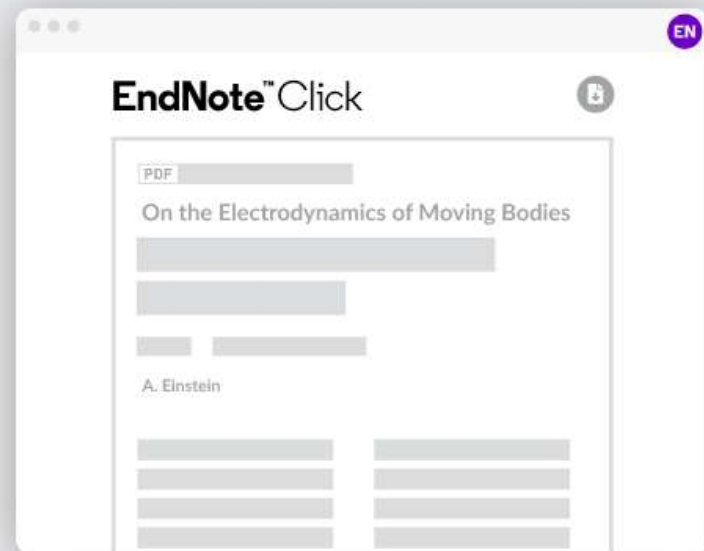 EN
EndNote™ Click
PDF
On the Electrodynamics of Moving Bodies
A. Einstein